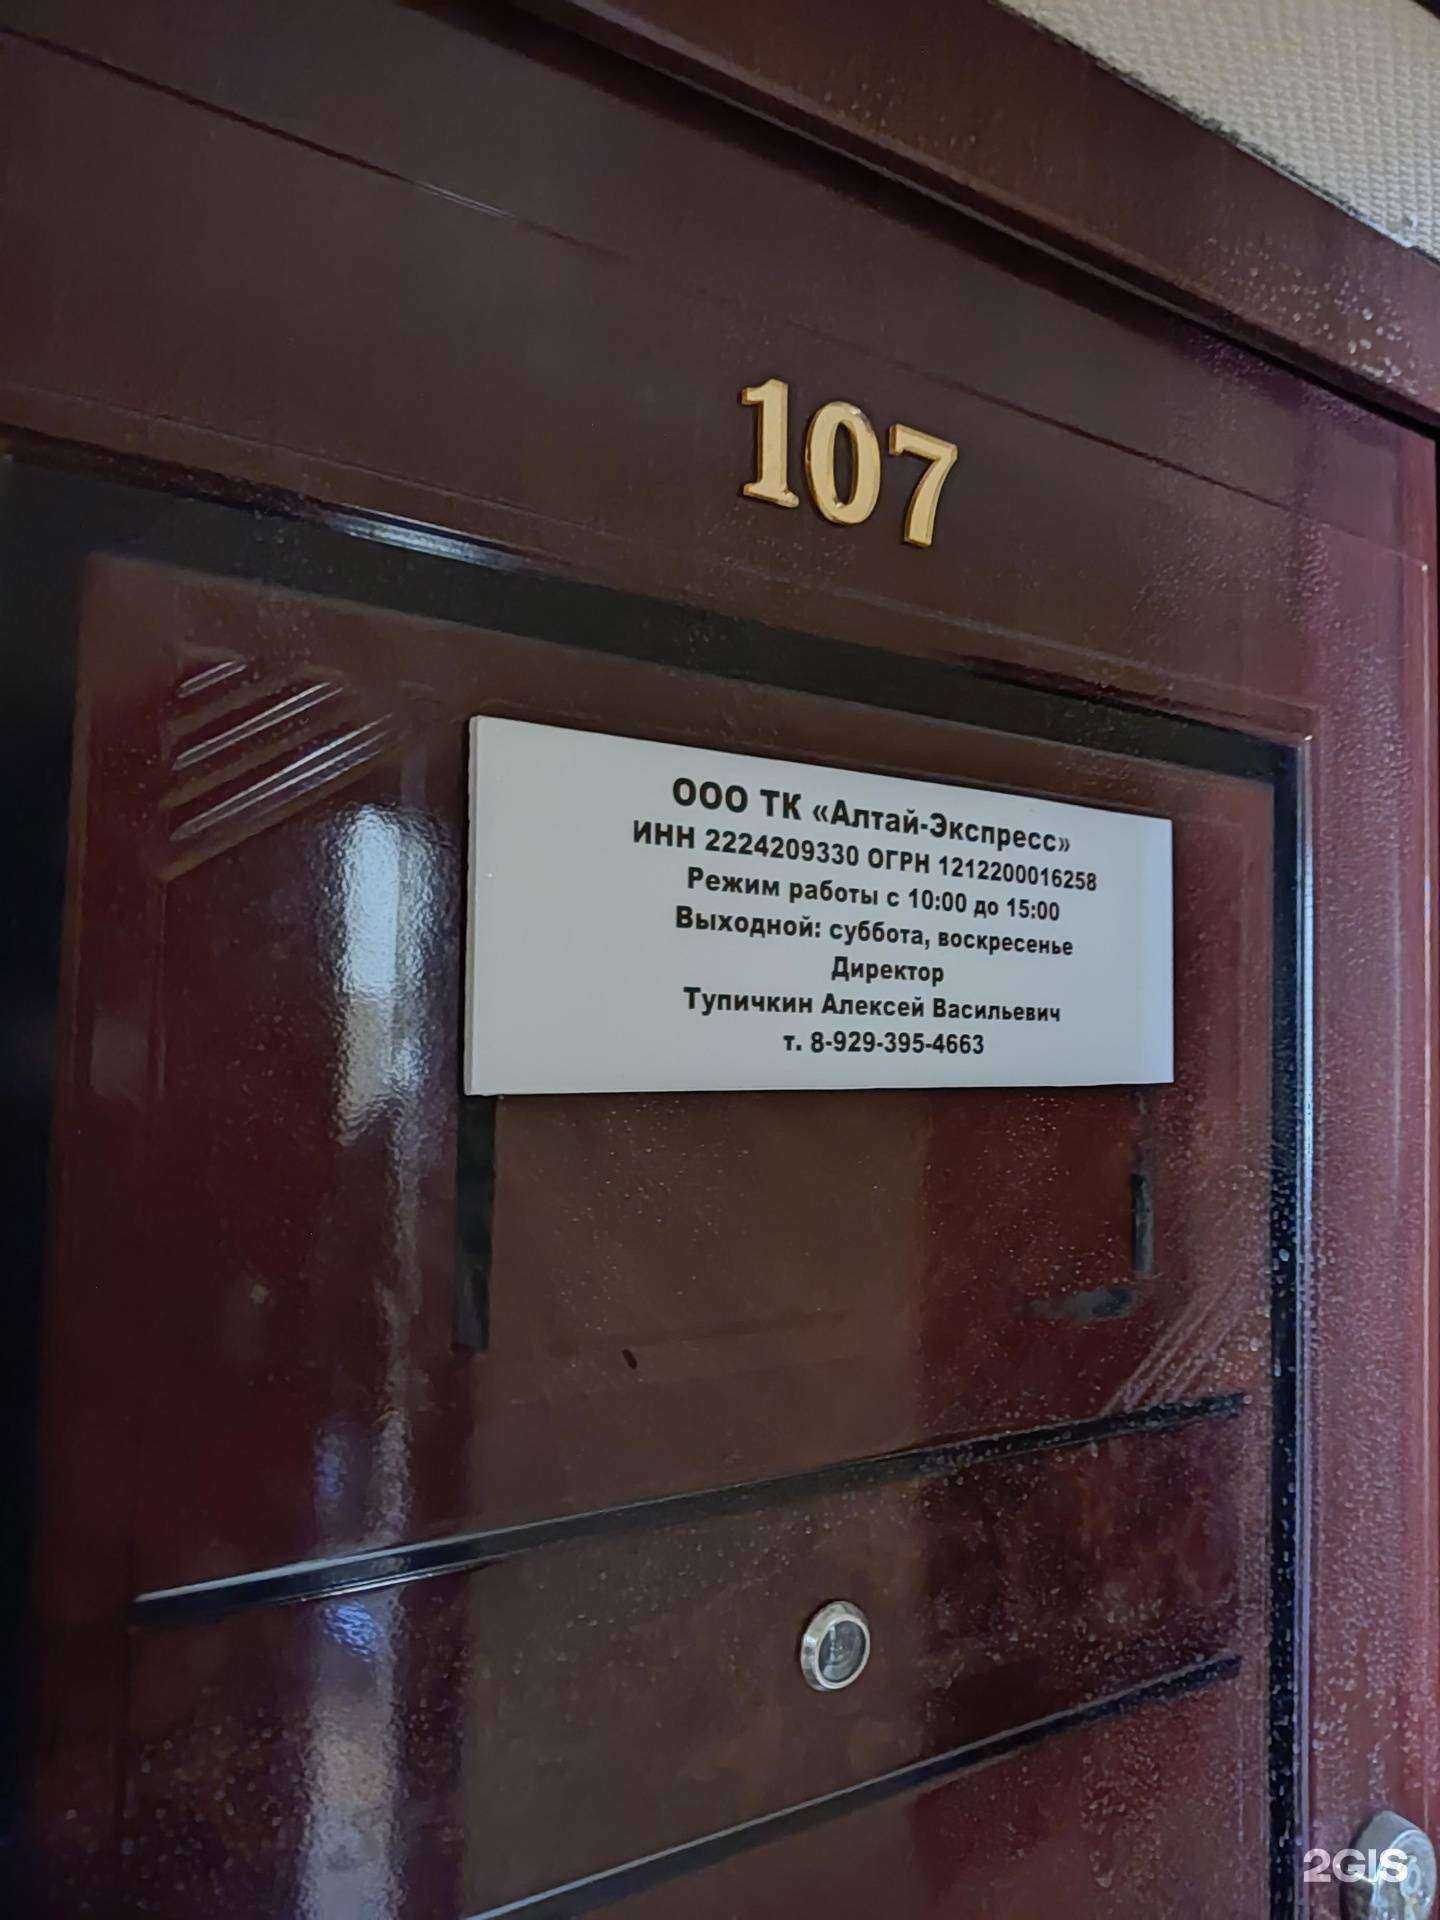 107
ООО ТК «Алтай-Экспресс»
ИНН 2224209330 ОГРН 1212200016258
Режим работы с 10:00 до 15:00
Выходной: суббота, воскресенье
Директор
Тупичкин Алексей Васильевич
т. 8-929-395-4663
2GIS